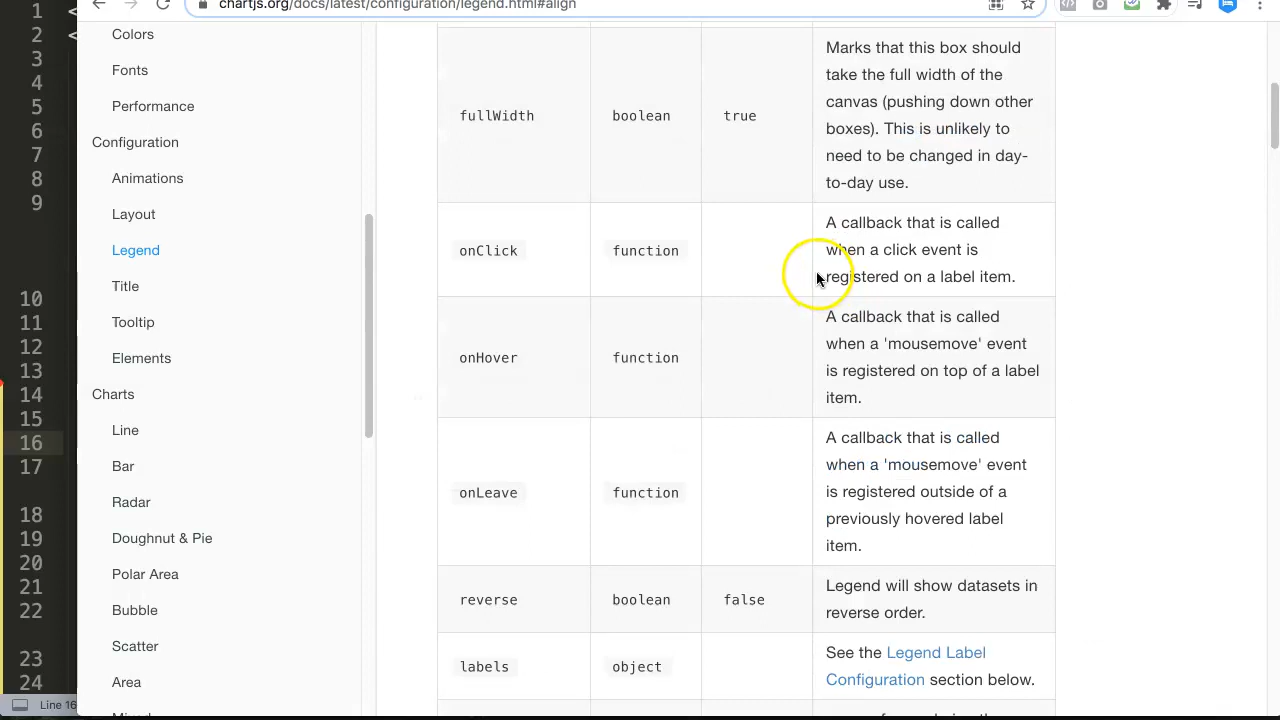 chartjs.org/docs/latest/configuration/legend.html#align
1 <
2 <
3
4
5
6
7
8
9
10
11
12
13
14
15
16
17
18
19
20
21
22
23
24
Line 16
Colors
Fonts
Performance
Configuration
Animations
Layout
Legend
Title
Tooltip
Elements
Charts
Line
Bar
Radar
Doughnut & Pie
Polar Area
Bubble
Scatter
Area
fullWidth boolean true
Marks that this box should
take the full width of the
canvas (pushing down other
boxes). This is unlikely to
need to be changed in day-
to-day use.
onClick function
A callback that is called
when a click event is
registered on a label item.
onHover function
A callback that is called
when a 'mousemove' event
is registered on top of a label
item.
onLeave function
A callback that is called
when a 'mousemove' event
is registered outside of a
previously hovered label
item.
reverse boolean false
Legend will show datasets in
reverse order.
labels object
See the Legend Label
Configuration section below.